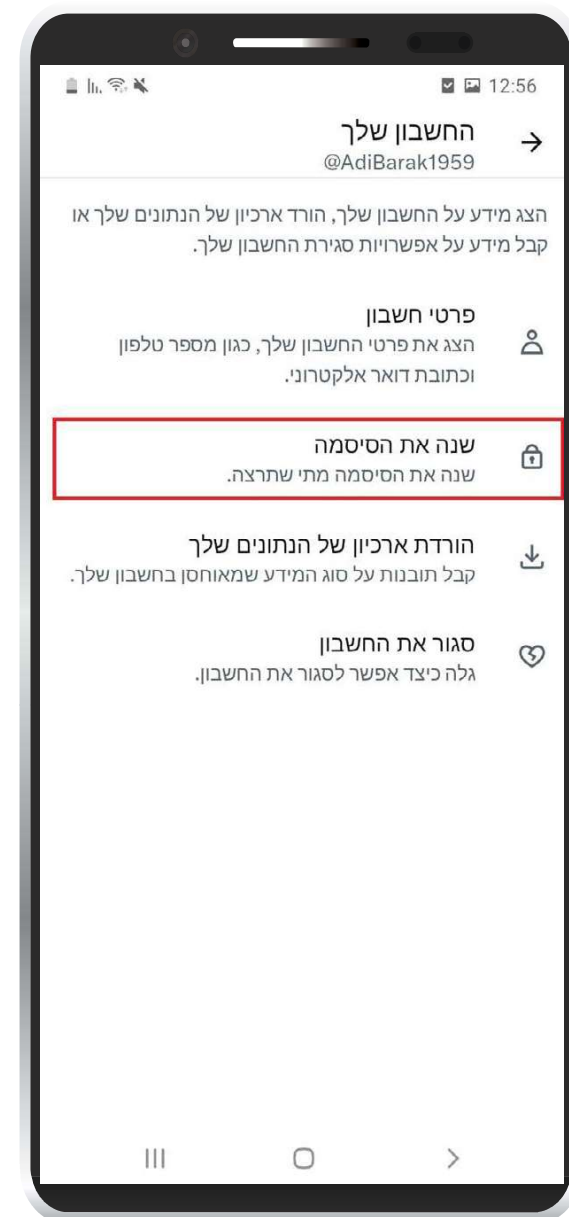 12:56
החשבון שלך
@AdiBarak1959
הצג מידע על החשבון שלך, הורד ארכיון של הנתונים שלך או
קבל מידע על אפשרויות סגירת החשבון שלך.
פרטי חשבון
הצג את פרטי החשבון שלך, כגון מספר טלפון
וכתובת דואר אלקטרוני.
שנה את הסיסמה
שנה את הסיסמה מתי שתרצה.
הורדת ארכיון של הנתונים שלך
קבל תובנות על סוג המידע שמאוחסן בחשבון שלך.
סגור את החשבון
גלה כיצד אפשר לסגור את החשבון.